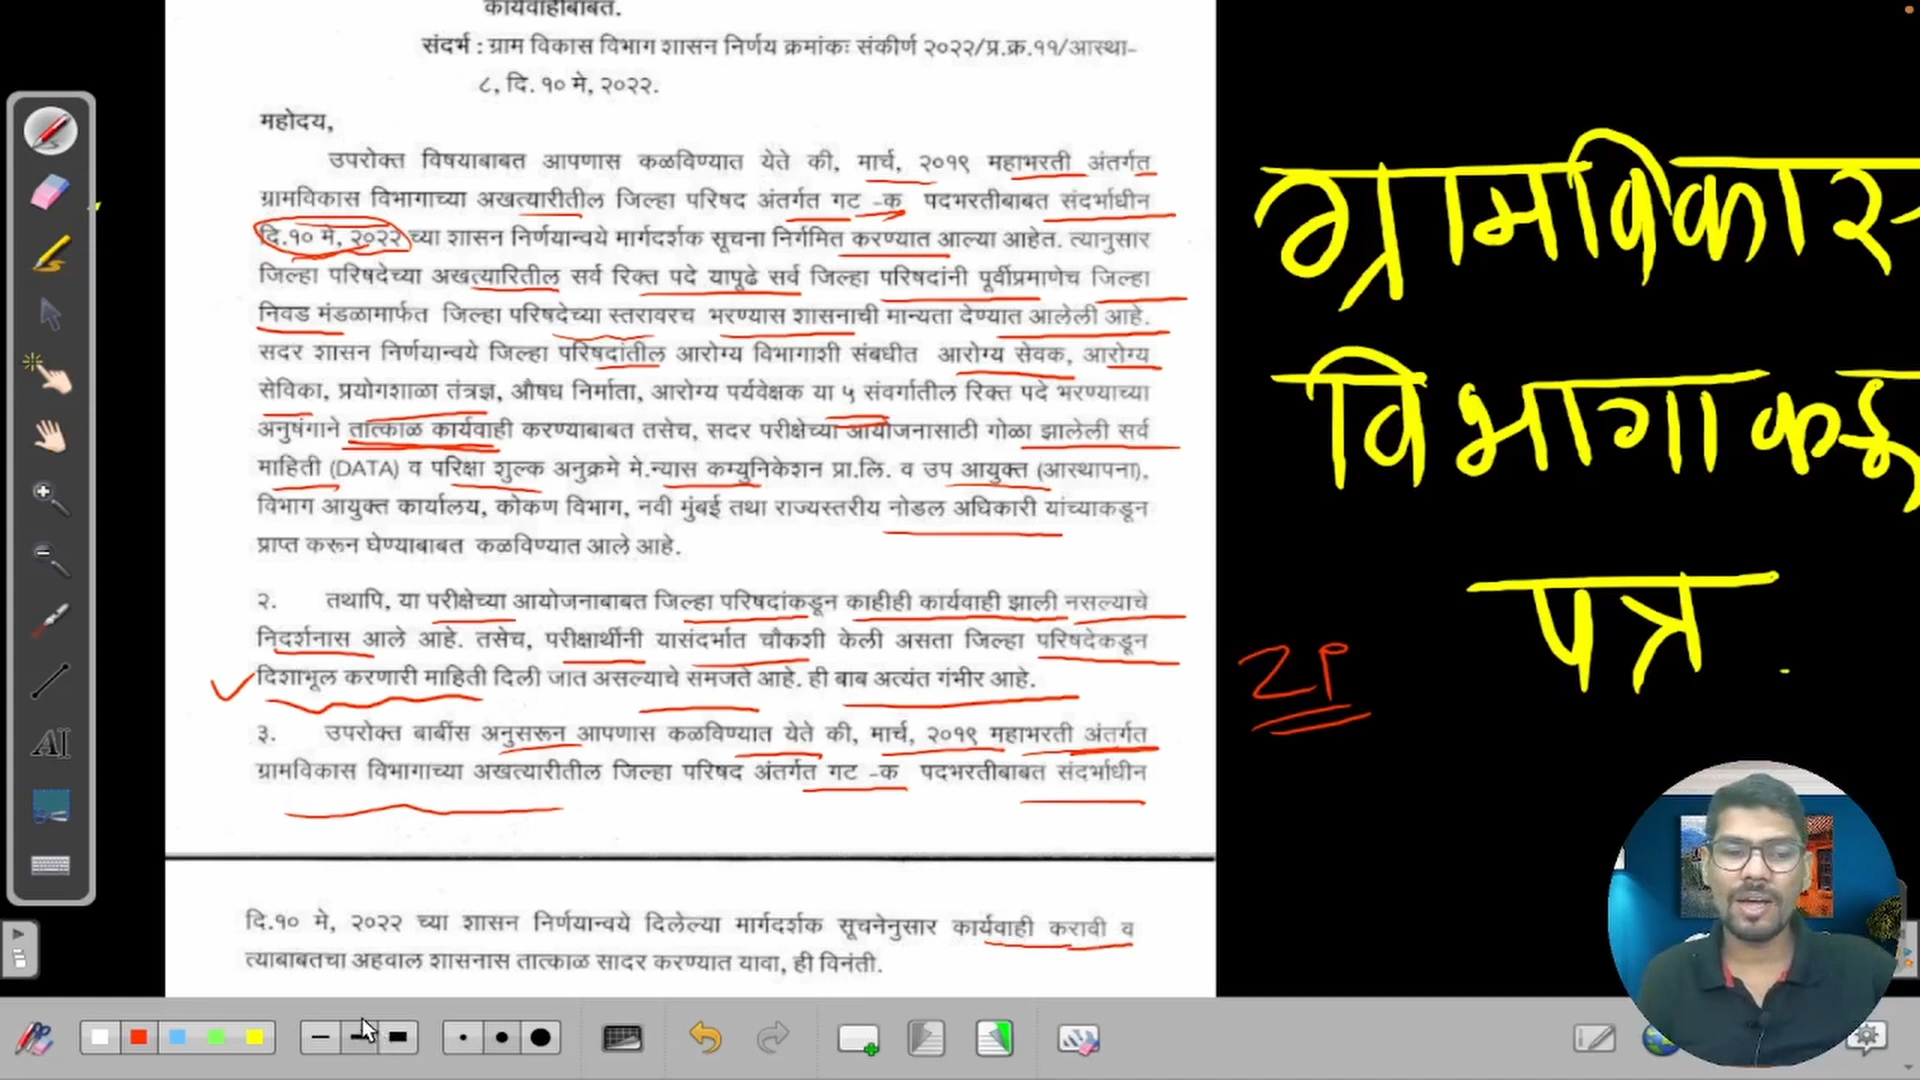 कार्यवाहीबाबत.
संदर्भ : ग्राम विकास विभाग शासन निर्णय क्रमांकः संकीर्ण २०२२/प्र.क्र.११/आस्था-
८, दि. १० मे, २०२२.
महोदय,
उपरोक्त विषयाबाबत आपणास कळविण्यात येते की, मार्च, २०१९ महाभरती अंतर्गत
ग्रामविकास विभागाच्या अखत्यारीतील जिल्हा परिषद अंतर्गत गट -क पदभरतीबाबत संदर्भाधीन
दि.१० मे, २०२२ च्या शासन निर्णयान्वये मार्गदर्शक सूचना निर्गमित करण्यात आल्या आहेत. त्यानुसार
जिल्हा परिषदेच्या अखत्यारितील सर्व रिक्त पदे यापूढे सर्व जिल्हा परिषदांनी पूर्वीप्रमाणेच जिल्हा
निवड मंडळामार्फत जिल्हा परिषदेच्या स्तरावरच भरण्यास शासनाची मान्यता देण्यात आलेली आहे.
सदर शासन निर्णयान्वये जिल्हा परिषदांतील आरोग्य विभागाशी संबधीत आरोग्य सेवक, आरोग्य
सेविका, प्रयोगशाळा तंत्रज्ञ, औषध निर्माता, आरोग्य पर्यवेक्षक या ५ संवर्गातील रिक्त पदे भरण्याच्या
अनुषंगाने तात्काळ कार्यवाही करण्याबाबत तसेच, सदर परीक्षेच्या आयोजनासाठी गोळा झालेली सर्व
माहिती (DATA) व परिक्षा शुल्क अनुक्रमे मे.न्यास कम्युनिकेशन प्रा.लि. व उप आयुक्त (आस्थापना),
विभाग आयुक्त कार्यालय, कोकण विभाग, नवी मुंबई तथा राज्यस्तरीय नोडल अधिकारी यांच्याकडून
प्राप्त करून घेण्याबाबत कळविण्यात आले आहे.
२. तथापि, या परीक्षेच्या आयोजनाबाबत जिल्हा परिषदांकडून काहीही कार्यवाही झाली नसल्याचे
निदर्शनास आले आहे. तसेच, परीक्षार्थीनी यासंदर्भात चौकशी केली असता जिल्हा परिषदेकडून
दिशाभूल करणारी माहिती दिली जात असल्याचे समजते आहे. ही बाब अत्यंत गंभीर आहे.
३. उपरोक्त बाबींस अनुसरून आपणास कळविण्यात येते की, मार्च, २०१९ महाभरती अंतर्गत
ग्रामविकास विभागाच्या अखत्यारीतील जिल्हा परिषद अंतर्गत गट -क पदभरतीबाबत संदर्भाधीन
दि.१० मे, २०२२ च्या शासन निर्णयान्वये दिलेल्या मार्गदर्शक सूचनेनुसार कार्यवाही करावी व
त्याबाबतचा अहवाल शासनास तात्काळ सादर करण्यात यावा, ही विनंती.
ग्रामविकास
विभागाकडू
पत्र
ZP